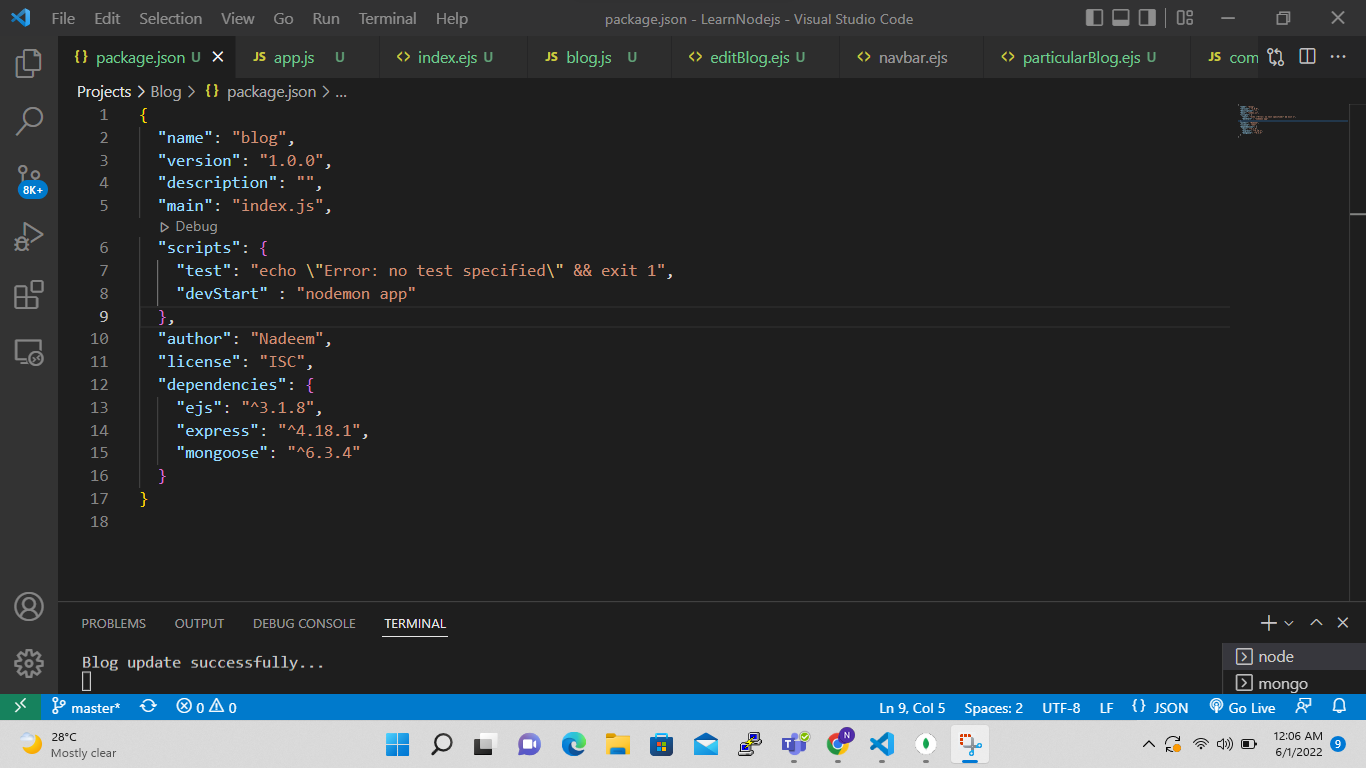 File Edit Selection View Go Run Terminal Help package.json - LearnNodejs - Visual Studio Code
{} package.json U JS app.js U <> index.ejs U JS blog.js U <> editBlog.ejs U <> navbar.ejs <> particularBlog.ejs U JS com ...
Projects > Blog > {} package.json > ...
1 {
2 "name": "blog",
3 "version": "1.0.0",
4 "description": "",
5 "main": "index.js",
Debug
6 "scripts": {
7 "test": "echo \"Error: no test specified\" && exit 1",
8 "devStart" : "nodemon app"
9 },
10 "author": "Nadeem",
11 "license": "ISC",
12 "dependencies": {
13 "ejs": "^3.1.8",
14 "express": "^4.18.1",
15 "mongoose": "^6.3.4"
16 }
17 }
18
8K+
PROBLEMS OUTPUT DEBUG CONSOLE TERMINAL
Blog update successfully...
node
mongo
master* 0 0 Ln 9, Col 5 Spaces: 2 UTF-8 LF {} JSON Go Live
28°C
Mostly clear
N
12:06 AM
6/1/2022
9